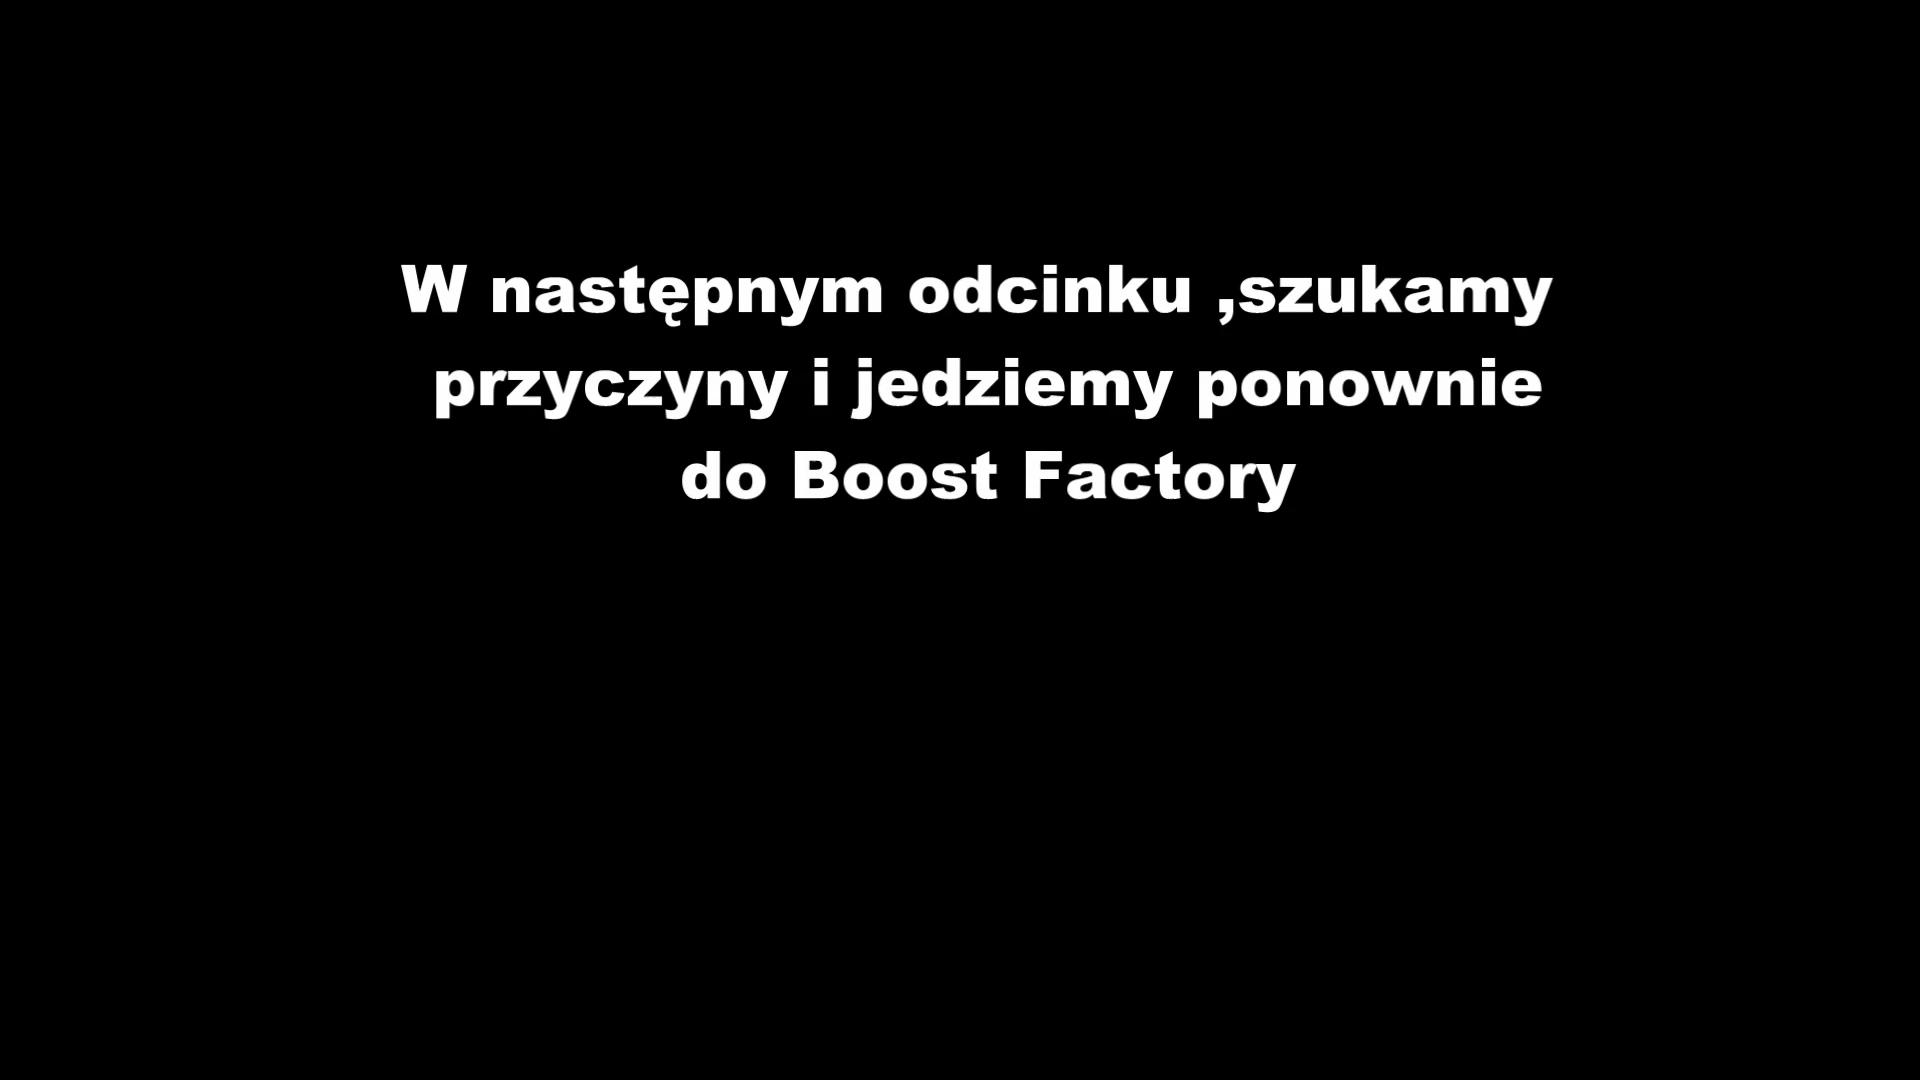 W następnym odcinku ,szukamy
przyczyny i jedziemy ponownie
do Boost Factory